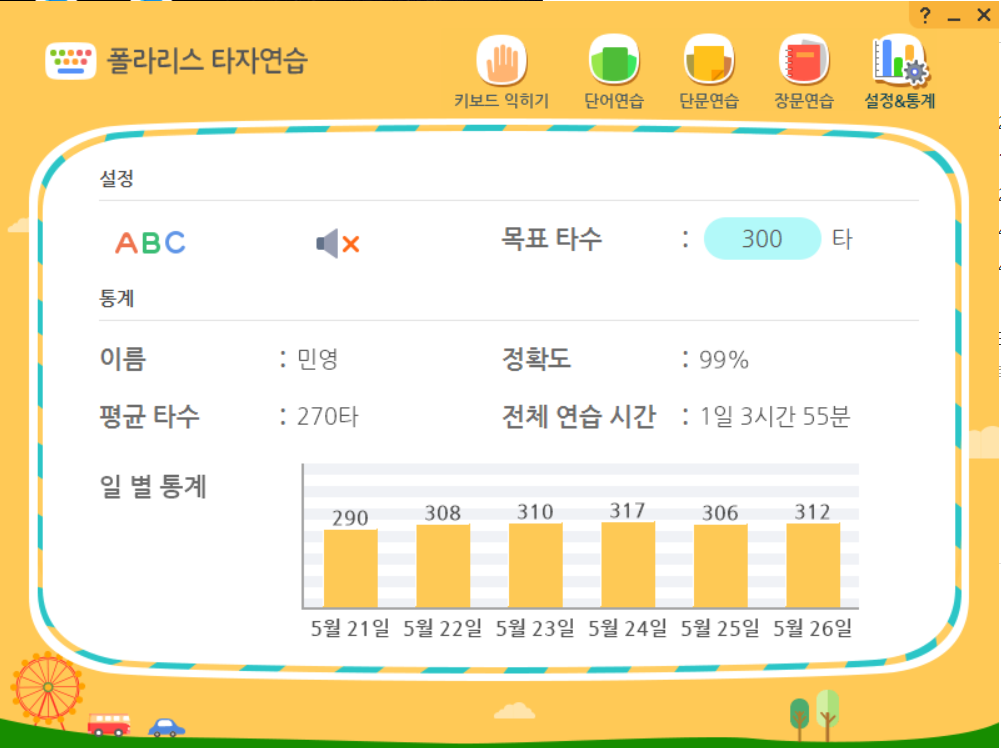 ?
폴라리스 타자연습
키보드 익히기 단어연습 단문연습 장문연습 설정&통계
설정
ABC 목표 타수 : 300 타
통계
이름 : 민영 정확도 : 99%
평균 타수 : 270타 전체 연습 시간 : 1일 3시간 55분
일 별 통계
290 308 310 317 306 312
5월 21일 5월 22일 5월 23일 5월 24일 5월 25일 5월 26일